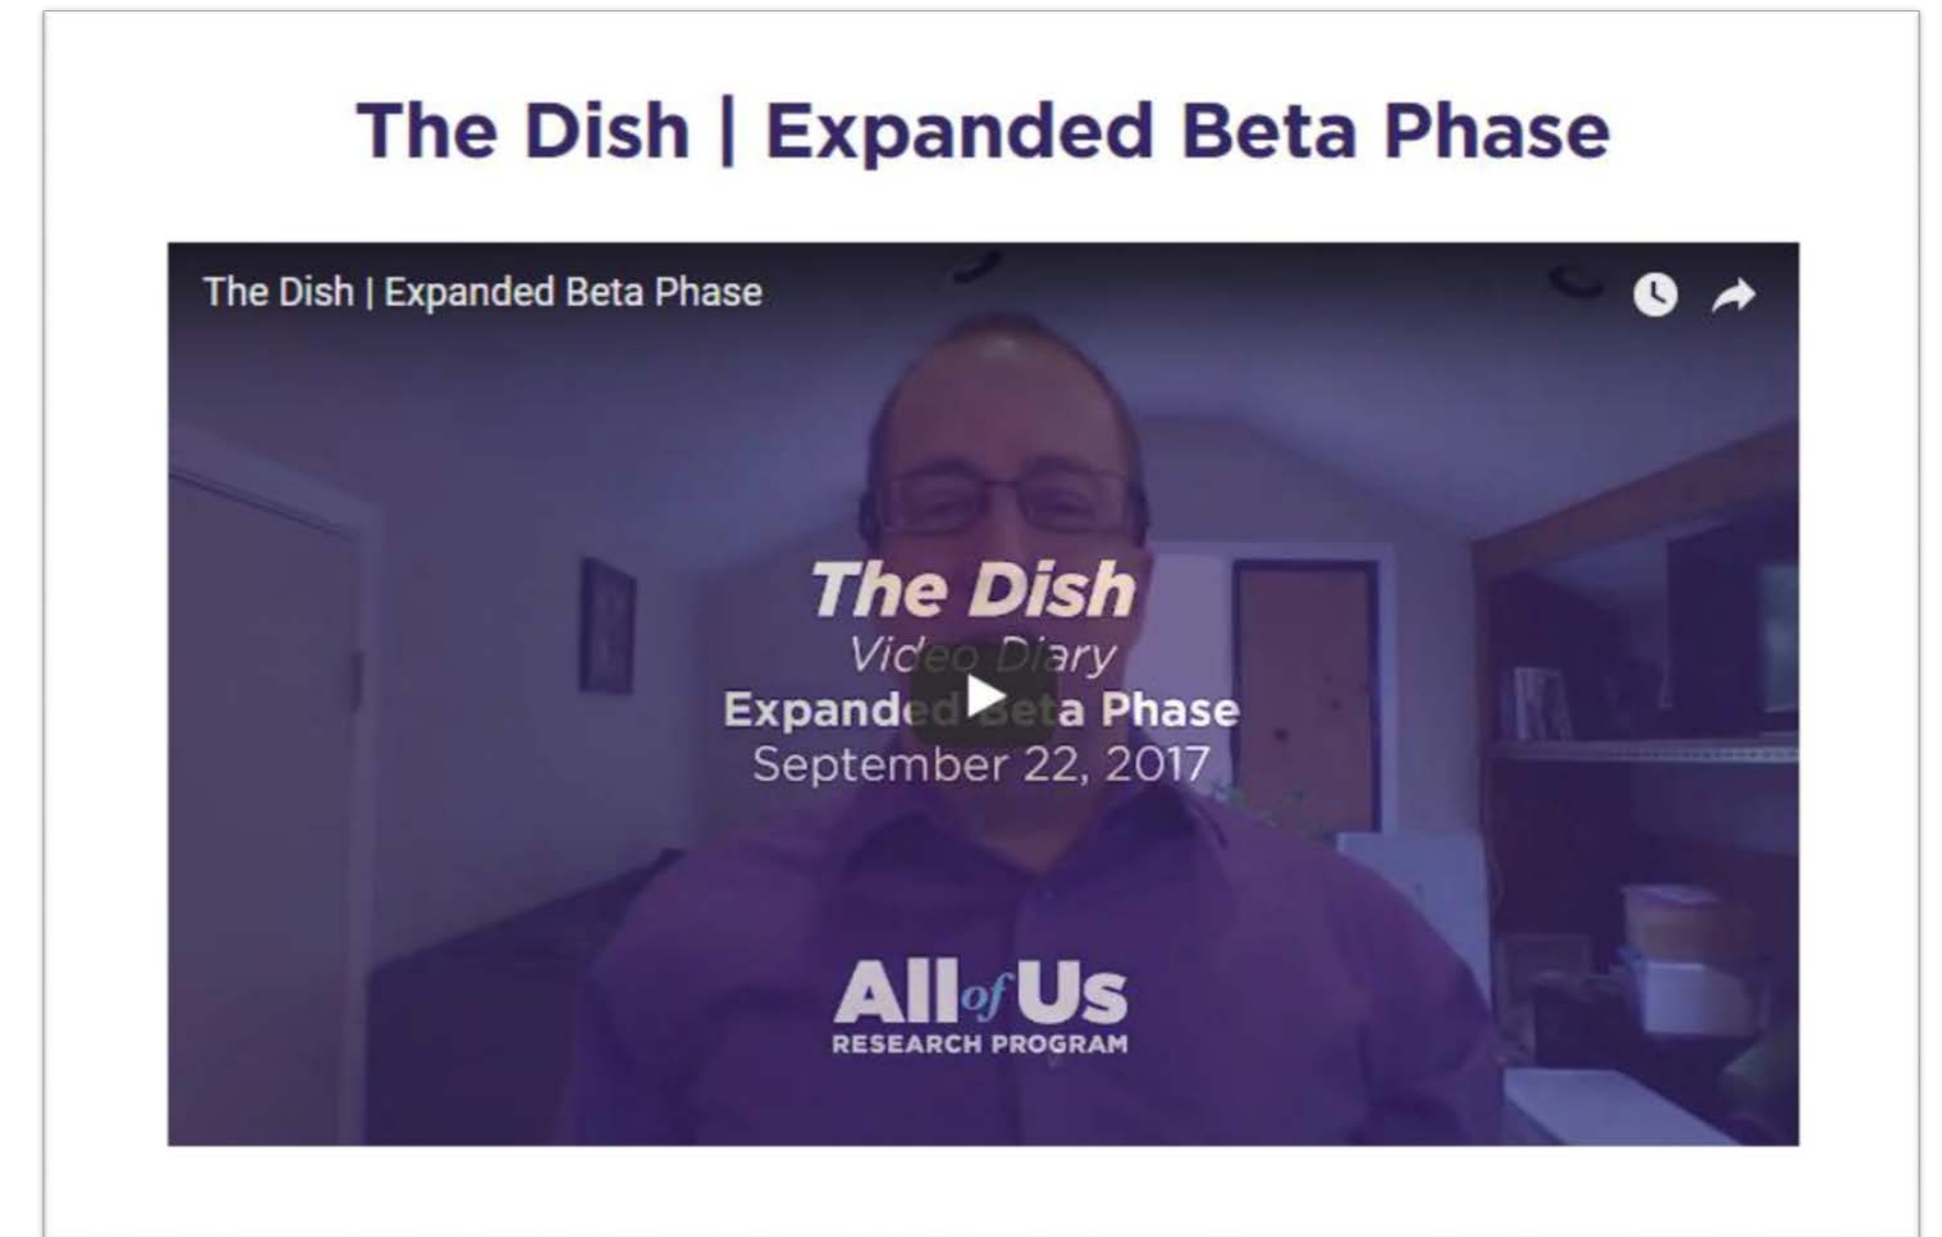 The Dish | Expanded Beta Phase
The Dish | Expanded Beta Phase
The Dish
Video Diary
Expanded Beta Phase
September 22, 2017
All of Us
RESEARCH PROGRAM